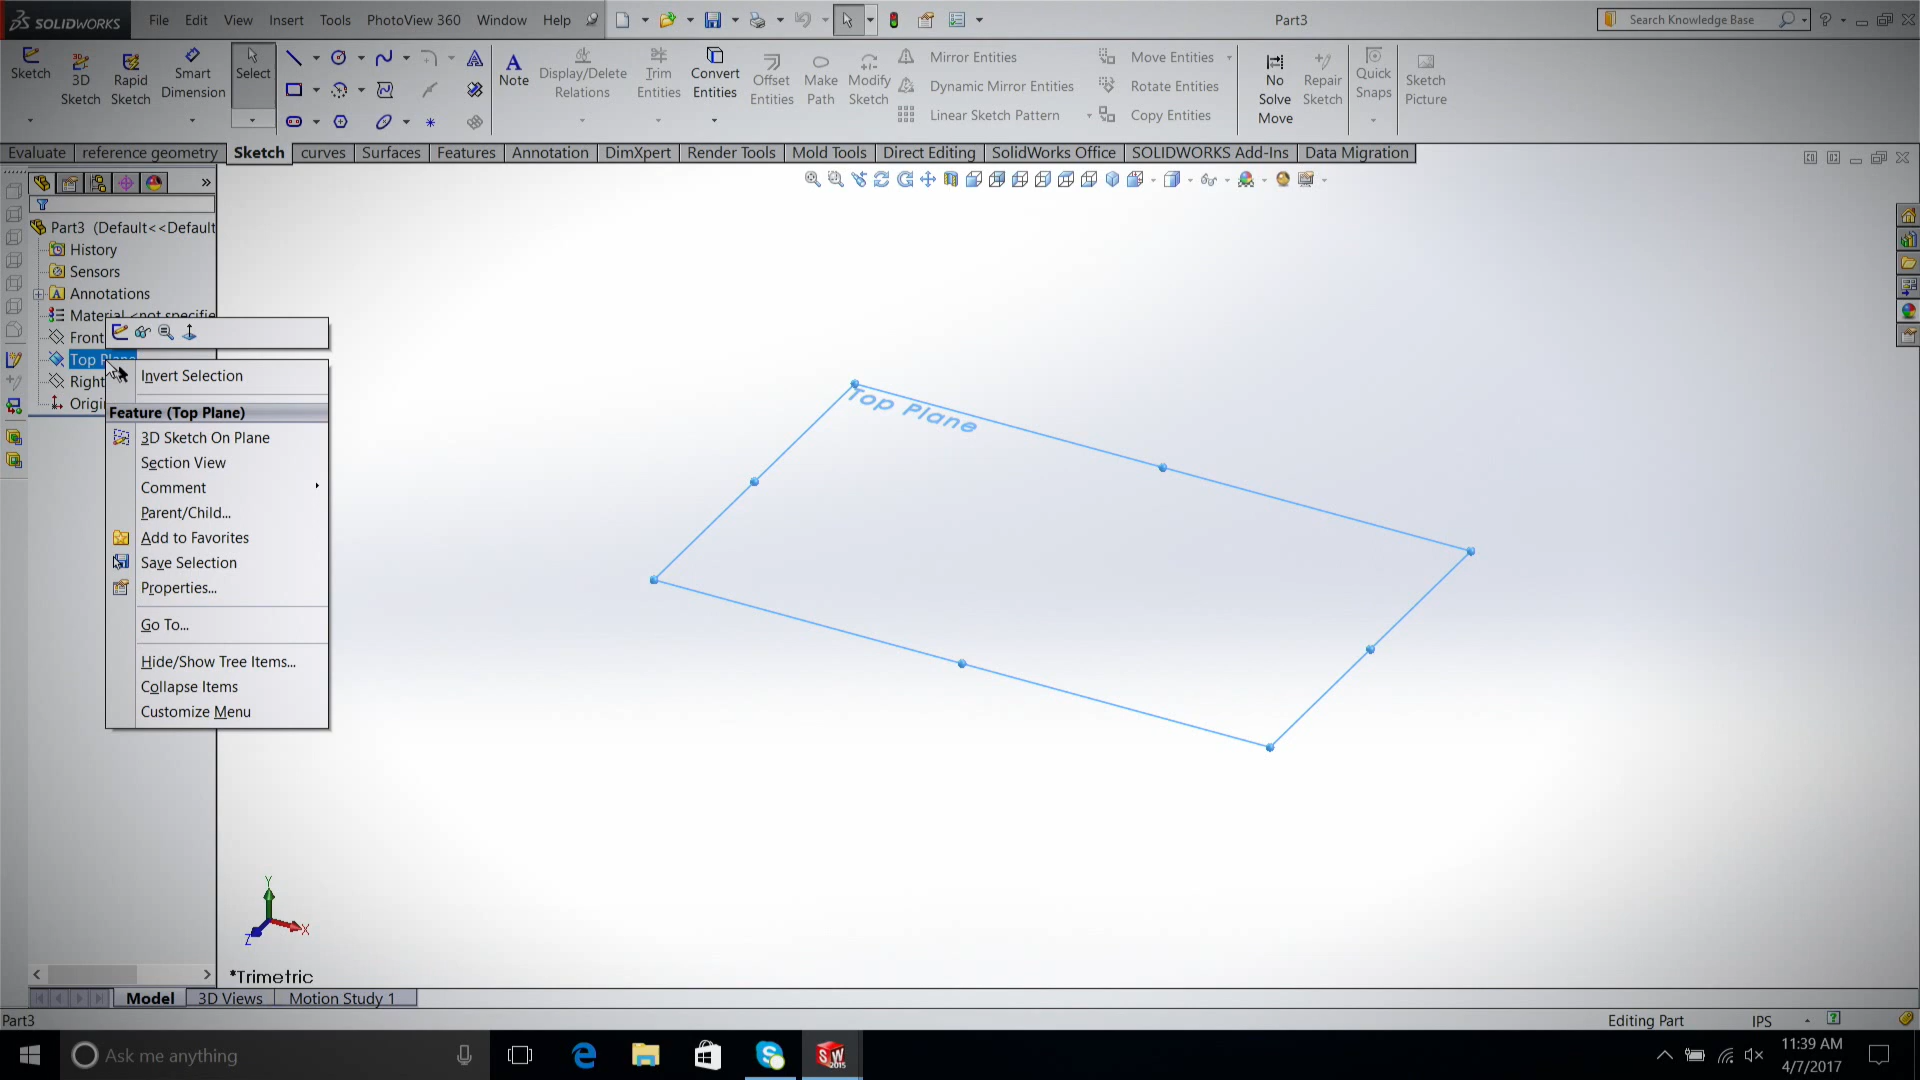 SOLIDWORKS File Edit View Insert Tools PhotoView 360 Window Help Part3 Search Knowledge Base ?
Sketch
3D Sketch
Rapid Sketch
Smart Dimension
Select
Note
Display/Delete Relations
Trim Entities
Convert Entities
Offset Entities
Make Path
Modify Sketch
Mirror Entities
Dynamic Mirror Entities
Linear Sketch Pattern
Move Entities
Rotate Entities
Copy Entities
No Solve Move
Repair Sketch
Quick Snaps
Sketch Picture
Evaluate reference geometry Sketch curves Surfaces Features Annotation DimXpert Render Tools Mold Tools Direct Editing SolidWorks Office SOLIDWORKS Add-Ins Data Migration
Part3 (Default<<Default
History
Sensors
Annotations
Material <not specifie
Front
Top Plane
Right
Origi
Invert Selection
Feature (Top Plane)
3D Sketch On Plane
Section View
Comment
Parent/Child...
Add to Favorites
Save Selection
Properties...
Go To...
Hide/Show Tree Items...
Collapse Items
Customize Menu
Top Plane
Y
X
Z
*Trimetric
Model 3D Views Motion Study 1
Part3 Editing Part IPS ?
Ask me anything
SW 2015
11:39 AM
4/7/2017